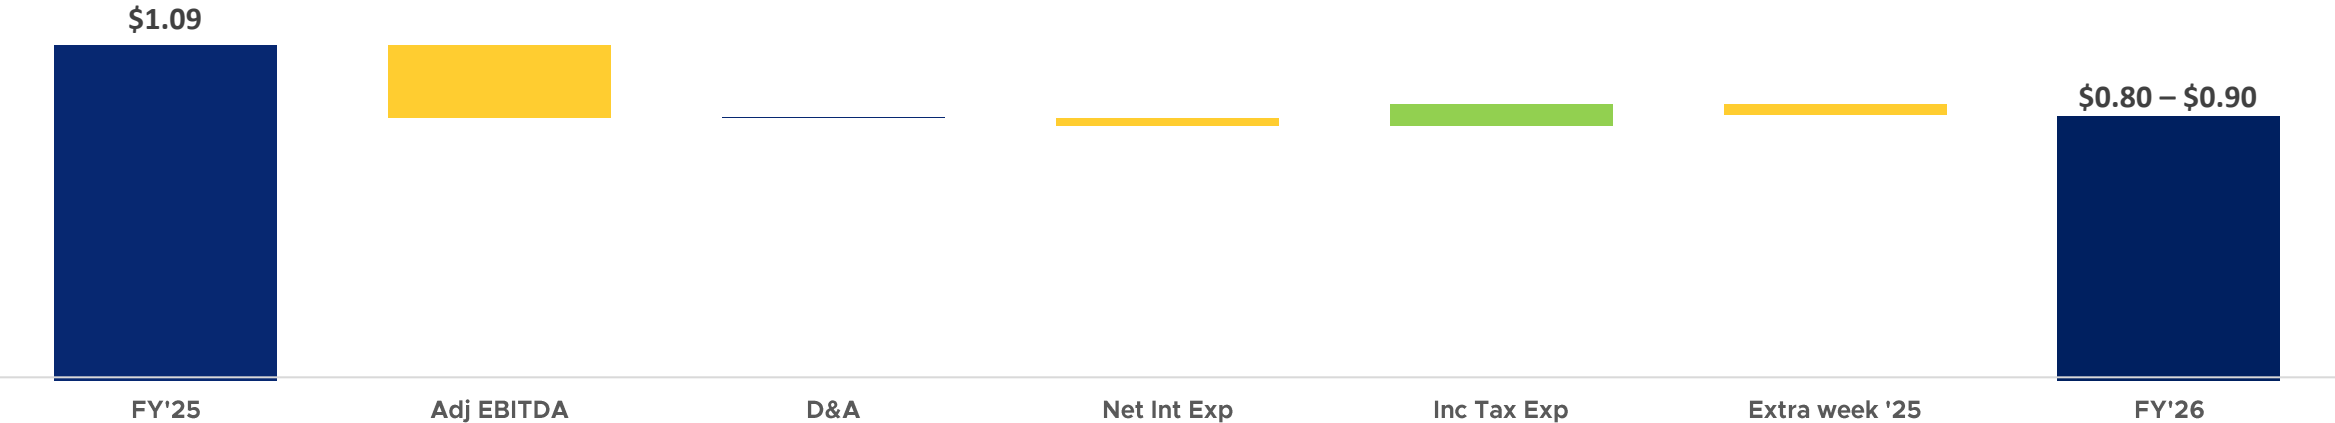 $1.09
$0.80 – $0.90
FY'25
Adj EBITDA
D&A
Net Int Exp
Inc Tax Exp
Extra week '25
FY'26